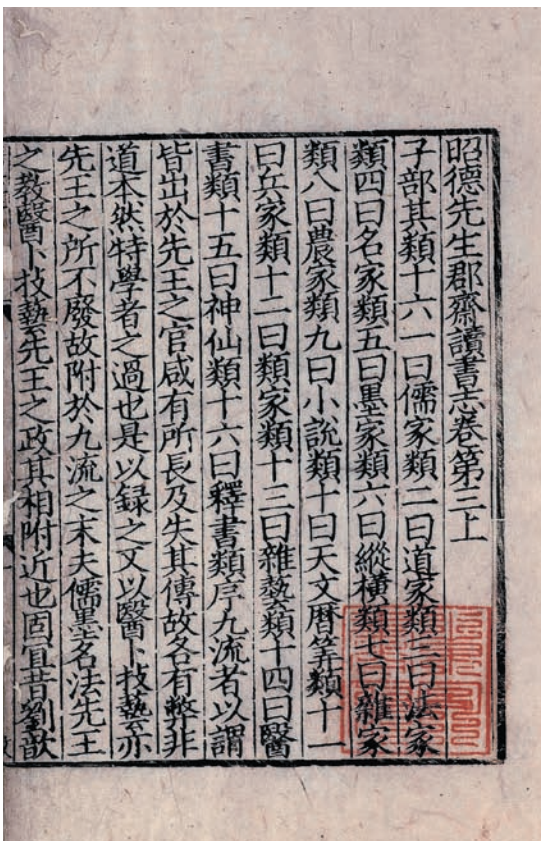 昭德先生郡齋讀書志卷第三上
子部其類十六一曰儒家類二曰道家類三曰法家
類四曰名家類五曰墨家類六曰縱橫類七曰雜家
類八曰農家類九曰小說類十曰天文曆筭類十一
曰兵家類十二曰類家類十三曰雜藝類十四曰醫
書類十五曰神仙類十六曰釋書類序九流者以謂
皆出於先王之官咸有所長及失其傳故各有弊非
道本然特學者之過也是以録之又以醫卜技藝亦
先王之所不廢故附於九流之末夫儒墨名法先王
之教醫卜技藝先王之政其相附近也固宜昔劉歆